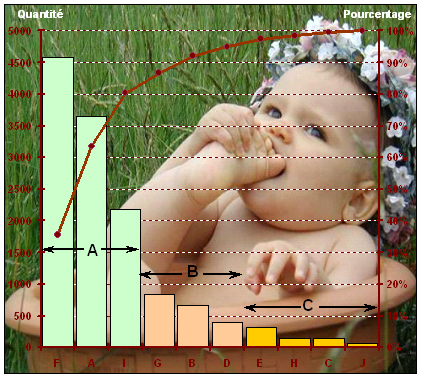 Quantité Pourcentage
5000 100%
4500 90%
4000 80%
3500 70%
3000 60%
2500 50%
2000 40%
1500 30%
A B
1000 20%
C
500 10%
0 0%
F A I G B D E H C J